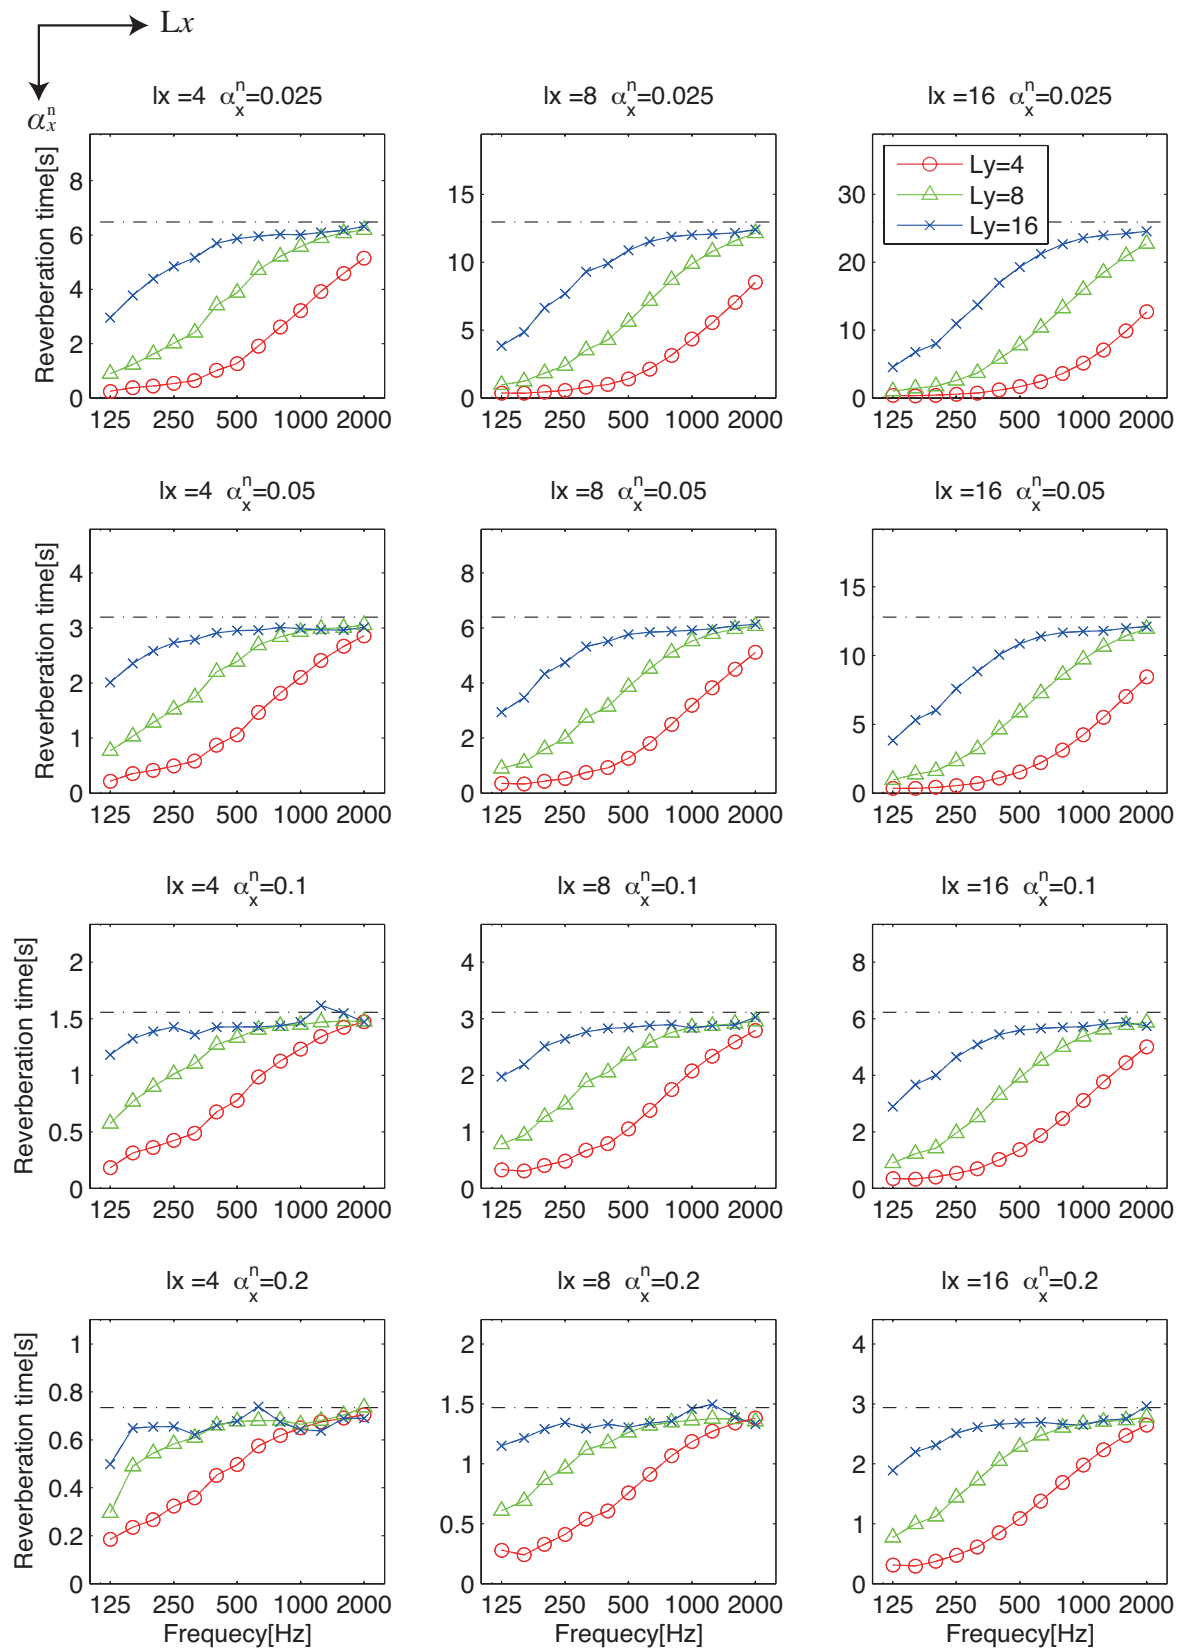 Lx
α_x^n
lx =4 α_x^n=0.025
lx =8 α_x^n=0.025
lx =16 α_x^n=0.025
Reverberation time[s]
8
6
4
2
0
125 250 500 1000 2000
15
10
5
0
125 250 500 1000 2000
30
20
10
0
125 250 500 1000 2000
Ly=4
Ly=8
Ly=16
lx =4 α_x^n=0.05
lx =8 α_x^n=0.05
lx =16 α_x^n=0.05
Reverberation time[s]
4
3
2
1
0
125 250 500 1000 2000
8
6
4
2
0
125 250 500 1000 2000
15
10
5
0
125 250 500 1000 2000
lx =4 α_x^n=0.1
lx =8 α_x^n=0.1
lx =16 α_x^n=0.1
Reverberation time[s]
2
1.5
1
0.5
0
125 250 500 1000 2000
4
3
2
1
0
125 250 500 1000 2000
8
6
4
2
0
125 250 500 1000 2000
lx =4 α_x^n=0.2
lx =8 α_x^n=0.2
lx =16 α_x^n=0.2
Reverberation time[s]
1
0.8
0.6
0.4
0.2
0
125 250 500 1000 2000
Frequecy[Hz]
2
1.5
1
0.5
0
125 250 500 1000 2000
Frequecy[Hz]
4
3
2
1
0
125 250 500 1000 2000
Frequecy[Hz]